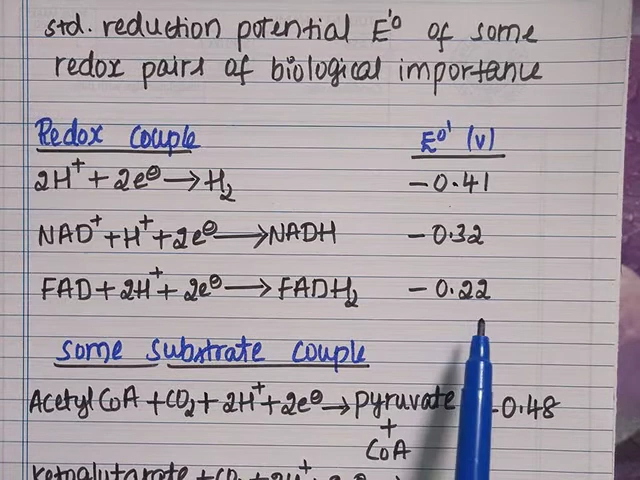 std. reduction potential E'⁰ of some
redox pairs of biological importance
Redox couple E⁰' (v)
2H⁺ + 2e⊖ → H₂ -0.41
NAD⁺ + H⁺ + 2e⊖ → NADH -0.32
FAD + 2H⁺ + 2e⊖ → FADH₂ -0.22
some substrate couple
Acetyl CoA + CO₂ + 2H⁺ + 2e⊖ → pyruvate -0.48
+
CoA